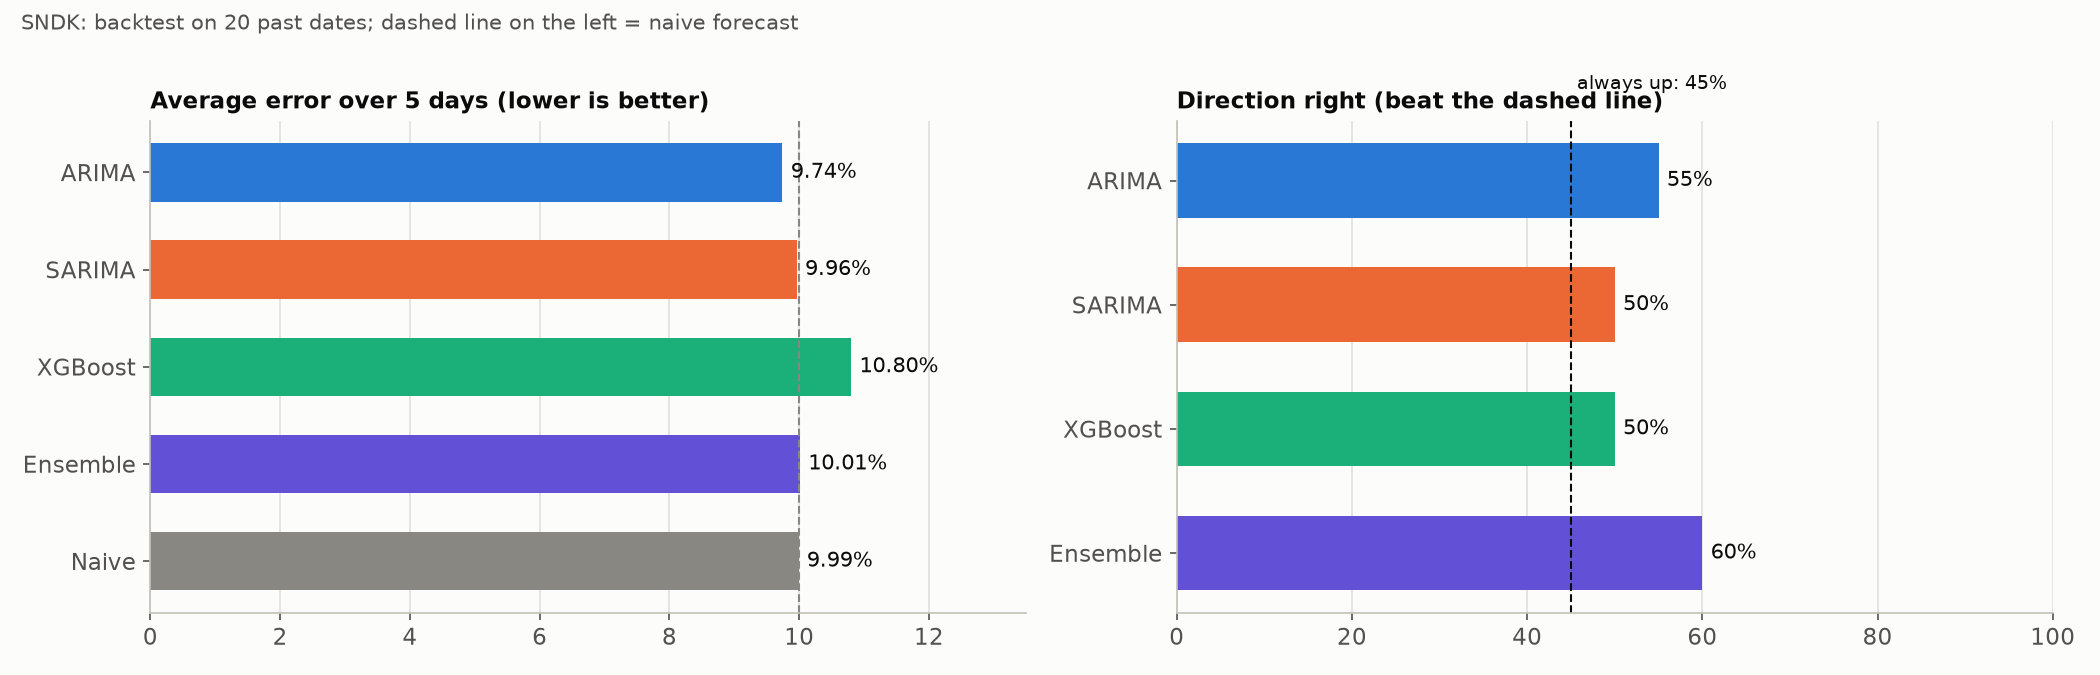 SNDK: backtest on 20 past dates; dashed line on the left = naive forecast
Average error over 5 days (lower is better)
ARIMA
9.74%
SARIMA
9.96%
XGBoost
10.80%
Ensemble
10.01%
Naive
9.99%
0 2 4 6 8 10 12
always up: 45%
Direction right (beat the dashed line)
ARIMA
55%
SARIMA
50%
XGBoost
50%
Ensemble
60%
0 20 40 60 80 100